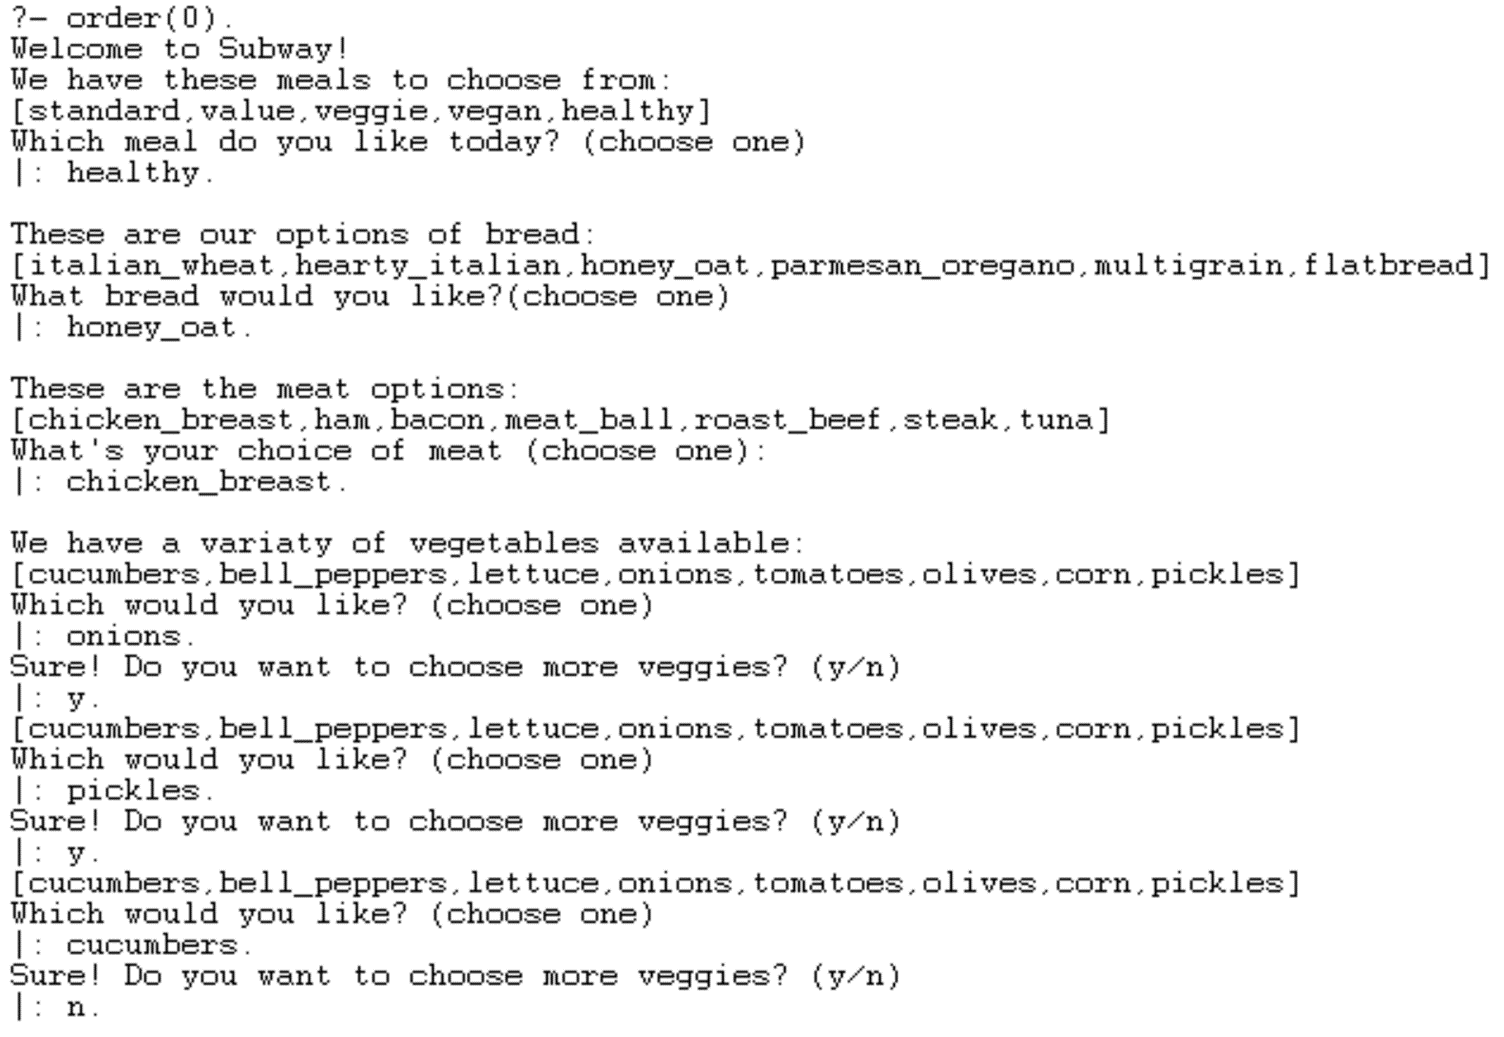 ?- order(0).
Welcome to Subway!
We have these meals to choose from:
[standard,value,veggie,vegan,healthy]
Which meal do you like today? (choose one)
|: healthy.
These are our options of bread:
[italian_wheat,hearty_italian,honey_oat,parmesan_oregano,multigrain,flatbread]
What bread would you like?(choose one)
|: honey_oat.
These are the meat options:
[chicken_breast,ham,bacon,meat_ball,roast_beef,steak,tuna]
What's your choice of meat (choose one):
|: chicken_breast.
We have a variaty of vegetables available:
[cucumbers,bell_peppers,lettuce,onions,tomatoes,olives,corn,pickles]
Which would you like? (choose one)
|: onions.
Sure! Do you want to choose more veggies? (y/n)
|: y.
[cucumbers,bell_peppers,lettuce,onions,tomatoes,olives,corn,pickles]
Which would you like? (choose one)
|: pickles.
Sure! Do you want to choose more veggies? (y/n)
|: y.
[cucumbers,bell_peppers,lettuce,onions,tomatoes,olives,corn,pickles]
Which would you like? (choose one)
|: cucumbers.
Sure! Do you want to choose more veggies? (y/n)
|: n.